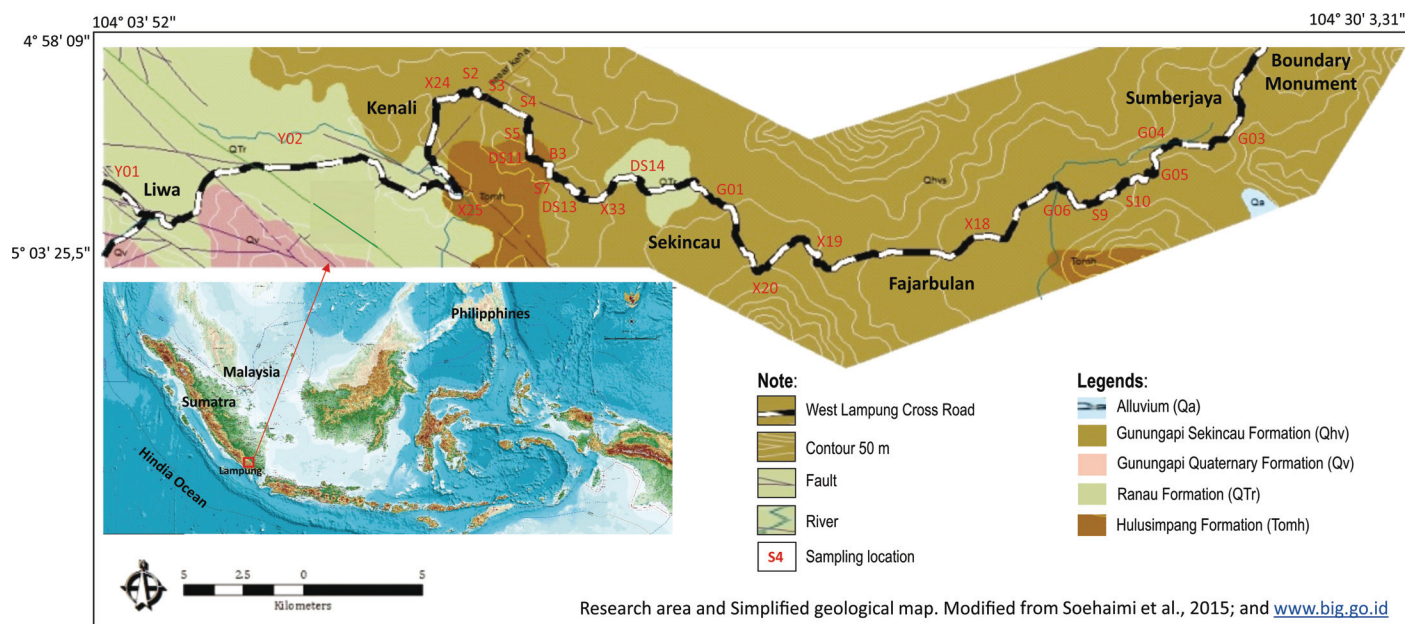 104° 03' 52"
104° 30' 3,31"
4° 58' 09"
5° 03' 25,5"
Boundary
Monument
Sumberjaya
Kenali
Liwa
Sekincau
Fajarbulan
Y01
Y02
X24
S2
S3
S4
S5
DS11
B3
S7
DS13
X33
X25
DS14
G01
X20
X19
X18
G06
S9
S10
G05
G04
G03
QTr
Tomh
QTr
Qhvs
Qa
Tomh
Qv
Qv
Philipphines
Malaysia
Sumatra
Lampung
Hindia Ocean
Note:
West Lampung Cross Road
Contour 50 m
Fault
River
S4 Sampling location
Legends:
Alluvium (Qa)
Gunungapi Sekincau Formation (Qhv)
Gunungapi Quaternary Formation (Qv)
Ranau Formation (QTr)
Hulusimpang Formation (Tomh)
5 2.5 0 5
Kilometers
Research area and Simplified geological map. Modified from Soehaimi et al., 2015; and www.big.go.id